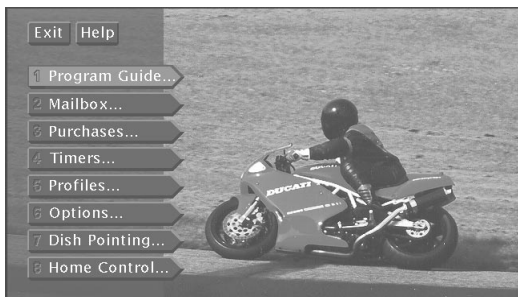 Exit Help
1 Program Guide...
2 Mailbox...
3 Purchases...
4 Timers...
5 Profiles...
6 Options...
7 Dish Pointing...
8 Home Control...
DUCATI